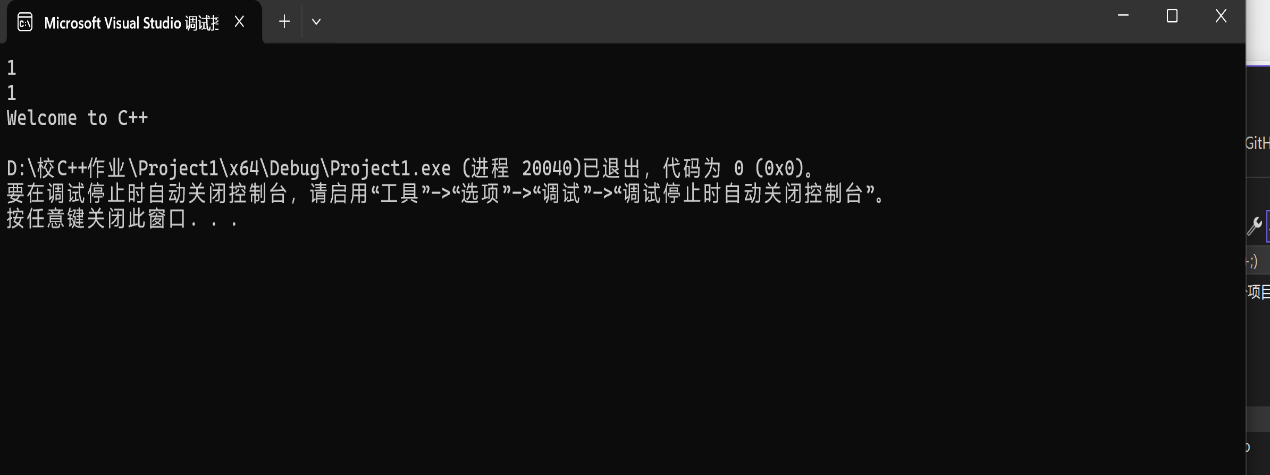 Microsoft Visual Studio 调试
1
1
Welcome to C++
D:\校C++作业\Project1\x64\Debug\Project1.exe (进程 20040)已退出，代码为 0 (0x0)。
要在调试停止时自动关闭控制台，请启用“工具”->“选项”->“调试”->“调试停止时自动关闭控制台”。
按任意键关闭此窗口. . .
GitH
;)
项目